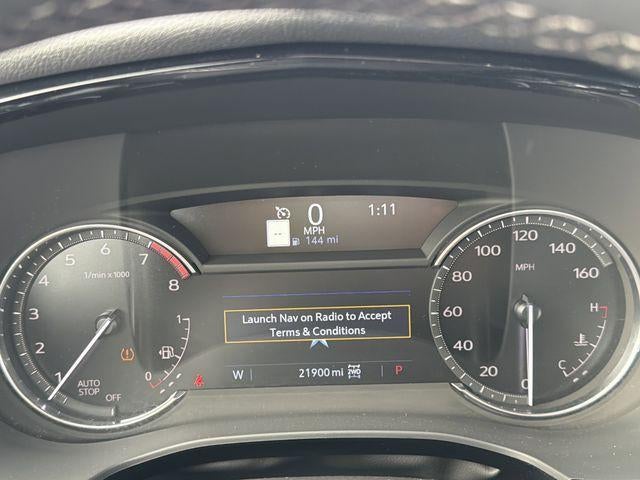 0
MPH
1:11
144 mi
--
Launch Nav on Radio to Accept
Terms & Conditions
W 21900 mi 2WD P
1 2 3 4 5 6 7 8
1/min x 1000
AUTO
STOP
OFF
1
0
0 20 40 60 80 100 120 140 160
MPH
H
C